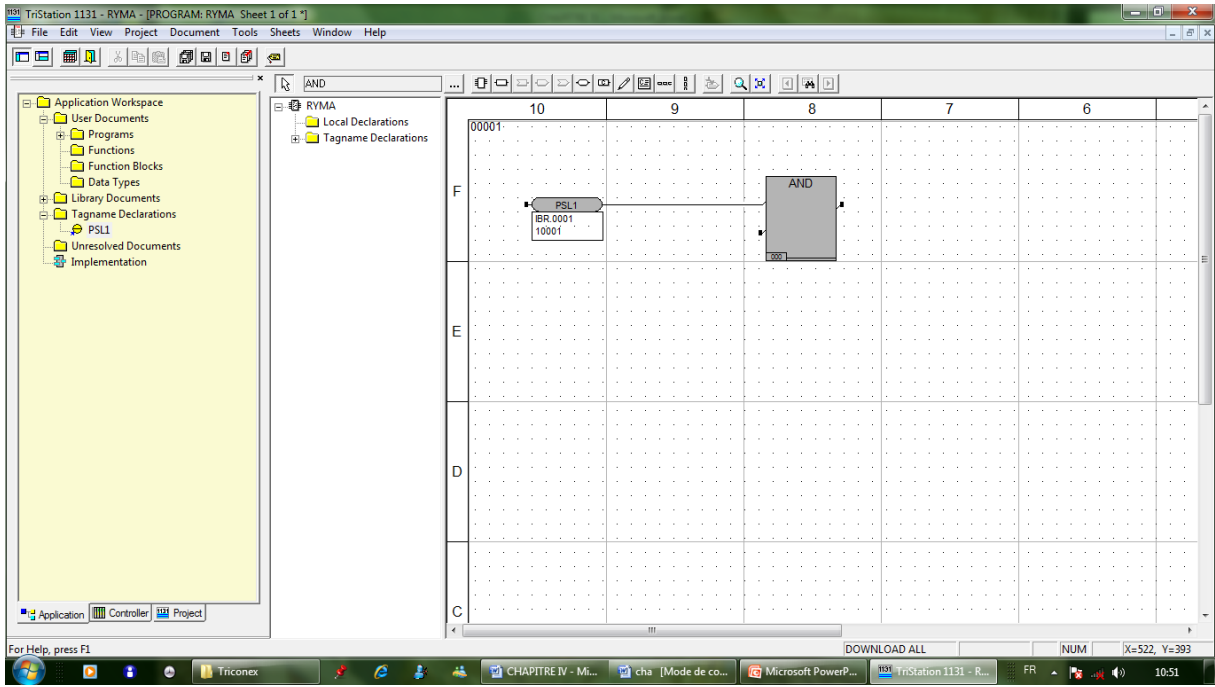 1131 TriStation 1131 - RYMA - [PROGRAM: RYMA Sheet 1 of 1 *]
File Edit View Project Document Tools Sheets Window Help
AND ...
Application Workspace
User Documents
Programs
Functions
Function Blocks
Data Types
Library Documents
Tagname Declarations
PSL1
Unresolved Documents
Implementation
RYMA
Local Declarations
Tagname Declarations
10 9 8 7 6
00001
F
AND
PSL1
IBR.0001
10001
000
E
D
C
Application Controller 1131 Project
For Help, press F1 DOWNLOAD ALL NUM X=522, Y=393
Triconex CHAPITRE IV - Mi... cha [Mode de co... Microsoft PowerP... 1131 TriStation 1131 - R... FR 10:51